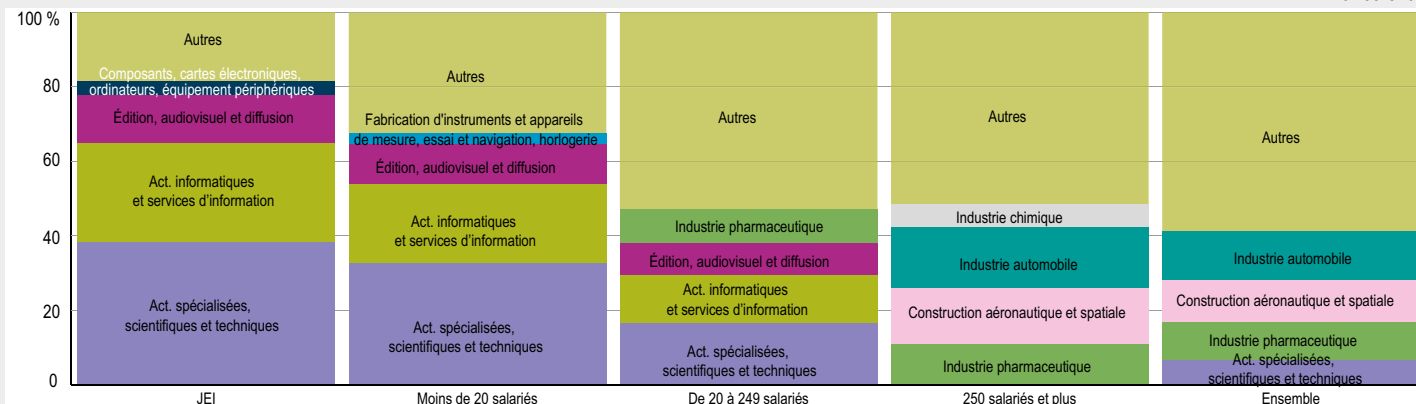 100 %
80
60
40
20
0
Autres
Composants, cartes électroniques,
ordinateurs, équipement périphériques
Édition, audiovisuel et diffusion
Act. informatiques
et services d'information
Act. spécialisées,
scientifiques et techniques
JEI
Autres
Fabrication d'instruments et appareils
de mesure, essai et navigation, horlogerie
Édition, audiovisuel et diffusion
Act. informatiques
et services d'information
Act. spécialisées,
scientifiques et techniques
Moins de 20 salariés
Autres
Industrie pharmaceutique
Édition, audiovisuel et diffusion
Act. informatiques
et services d'information
Act. spécialisées,
scientifiques et techniques
De 20 à 249 salariés
Autres
Industrie chimique
Industrie automobile
Construction aéronautique et spatiale
Industrie pharmaceutique
250 salariés et plus
Autres
Industrie automobile
Construction aéronautique et spatiale
Industrie pharmaceutique
Act. spécialisées,
scientifiques et techniques
Ensemble